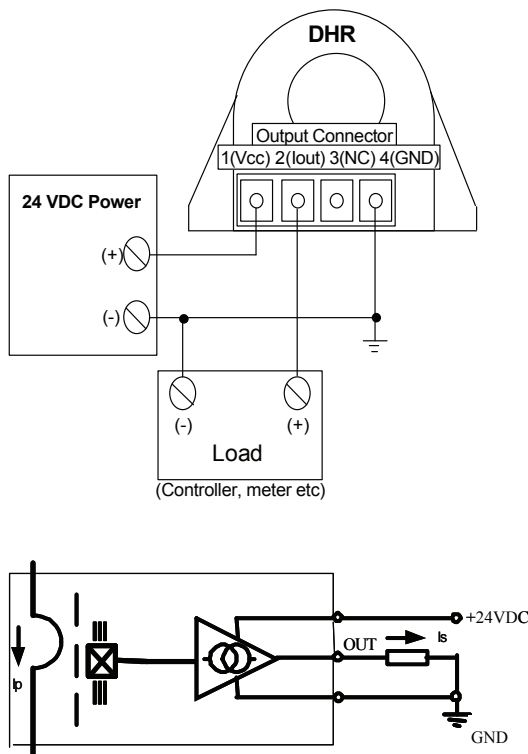 DHR
Output Connector
1(Vcc) 2(Iout) 3(NC) 4(GND)
24 VDC Power
(+)
(-)
(-)
(+)
Load
(Controller, meter etc)
+24VDC
OUT
Is
Ip
GND